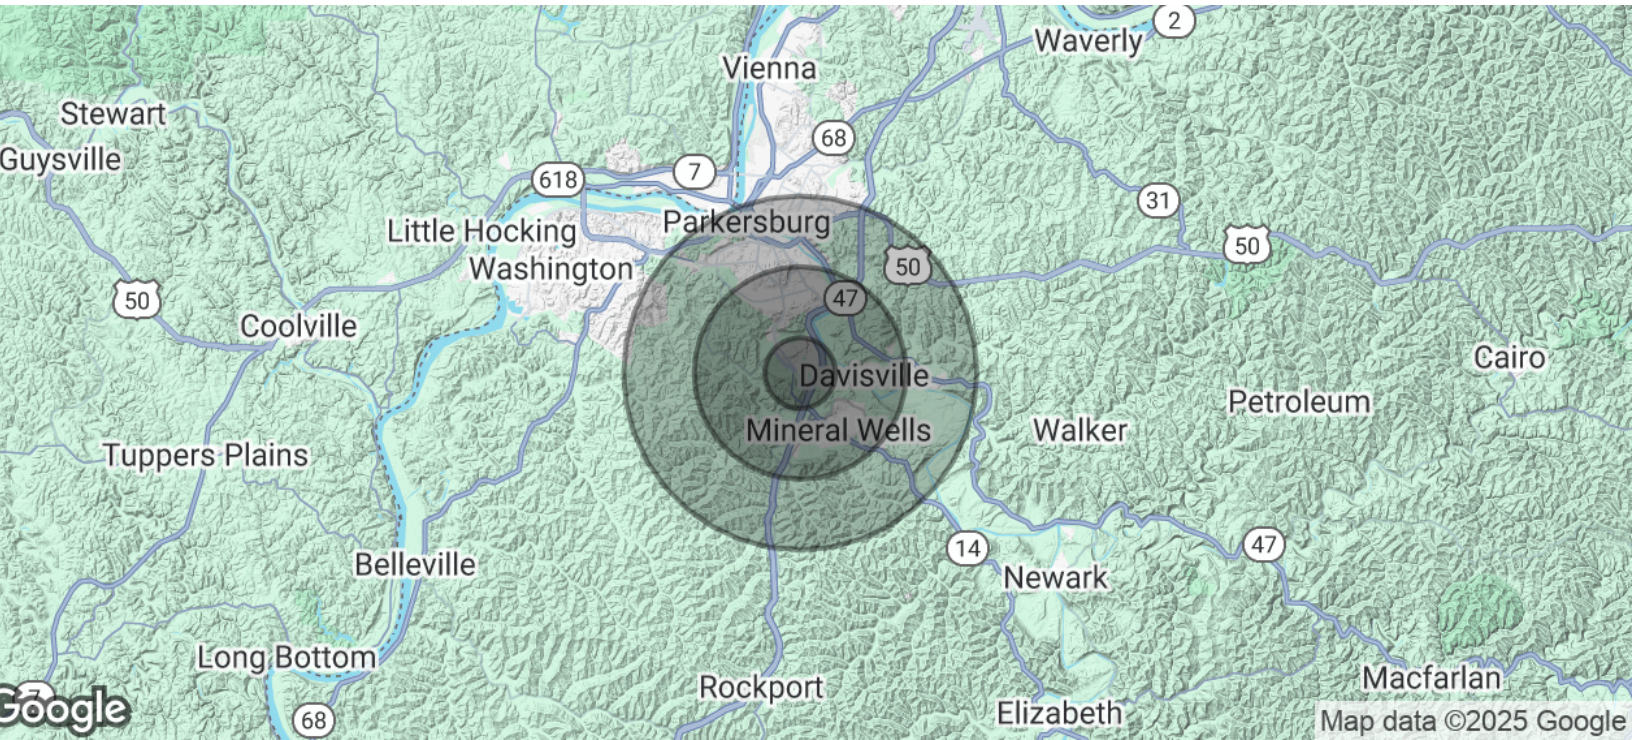 2
Waverly
Vienna
Stewart
68
Guysville
7
618
31
Parkersburg
Little Hocking
50
Washington
50
50
47
Coolville
Cairo
Davisville
Petroleum
Mineral Wells
Walker
Tuppers Plains
14
47
Belleville
Newark
Long Bottom
Macfarlan
Rockport
7
Google
Elizabeth
68
Map data ©2025 Google